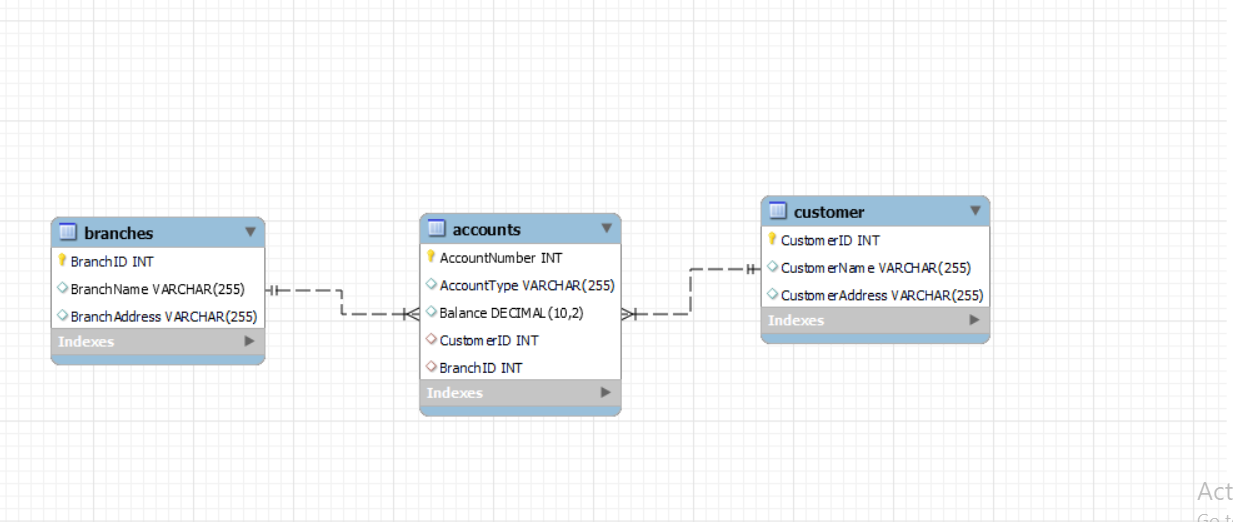 branches
BranchID INT
BranchName VARCHAR(255)
BranchAddress VARCHAR(255)
Indexes
accounts
AccountNumber INT
AccountType VARCHAR(255)
Balance DECIMAL(10,2)
CustomerID INT
BranchID INT
Indexes
customer
CustomerID INT
CustomerName VARCHAR(255)
CustomerAddress VARCHAR(255)
Indexes
Act
Go t